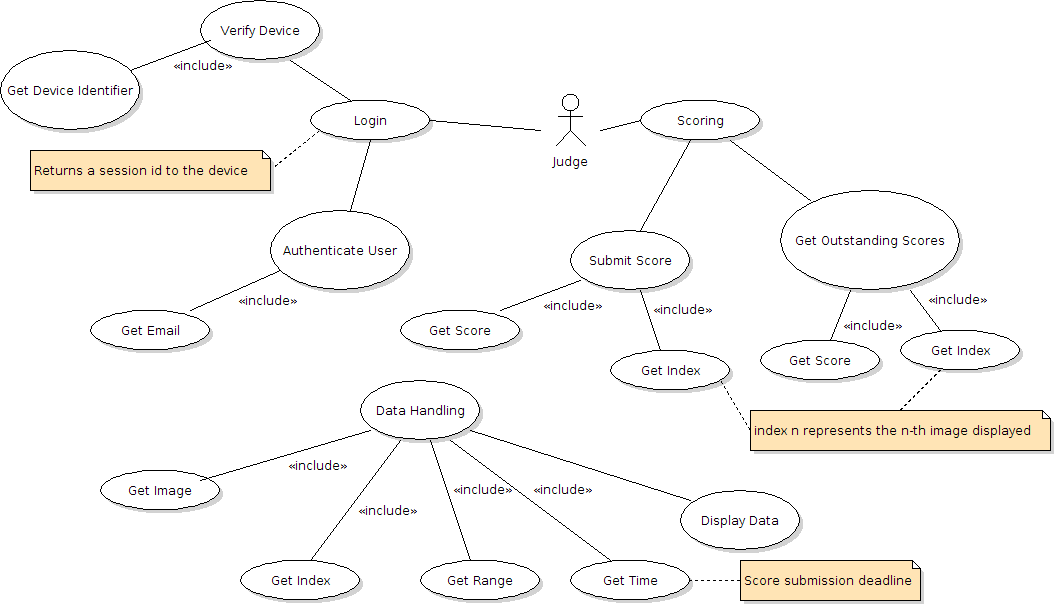 Verify Device
«include»
Get Device Identifier
Login
Scoring
Judge
Returns a session id to the device
Authenticate User
Get Outstanding Scores
Submit Score
«include»
«include»
«include»
«include»
«include»
Get Email
Get Score
Get Score
Get Index
Get Index
Data Handling
index n represents the n-th image displayed
«include»
Get Image
«include»
«include»
«include»
Display Data
Get Index
Get Range
Get Time
Score submission deadline